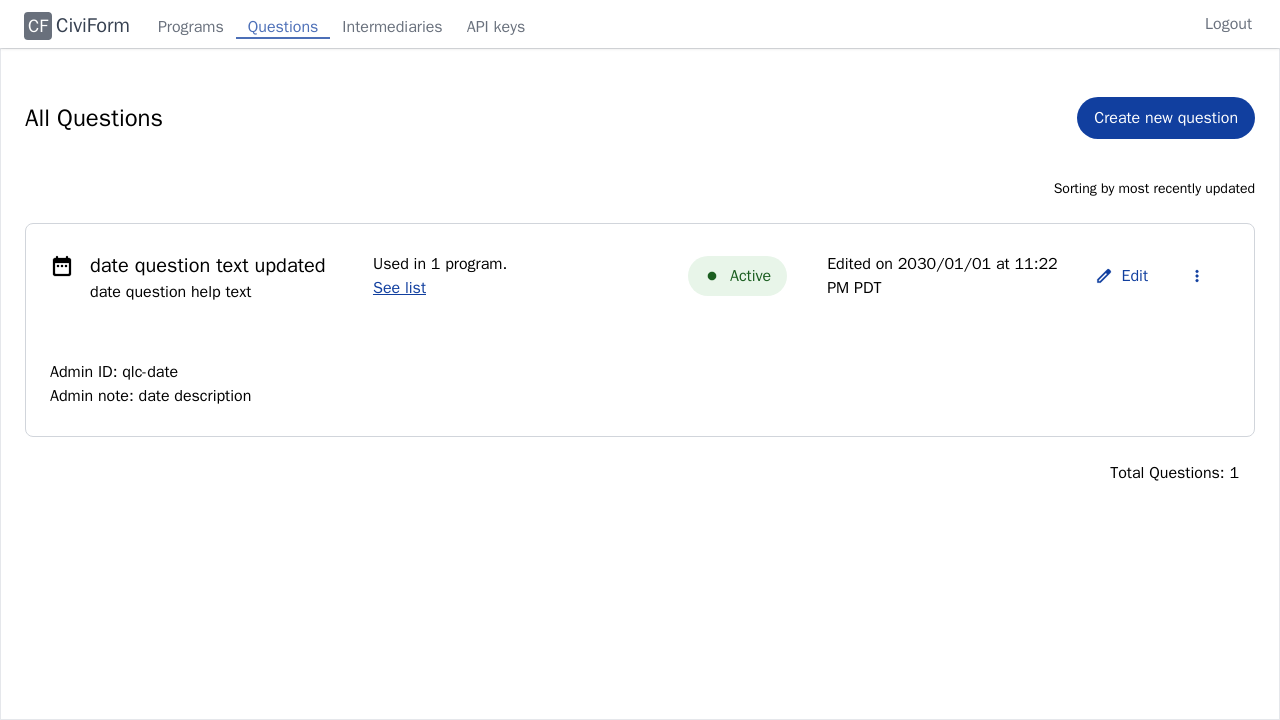 CF CiviForm Programs Questions Intermediaries API keys Logout
All Questions Create new question
Sorting by most recently updated
date question text updated
date question help text
Used in 1 program.
See list
Active
Edited on 2030/01/01 at 11:22
PM PDT
Edit
Admin ID: qlc-date
Admin note: date description
Total Questions: 1